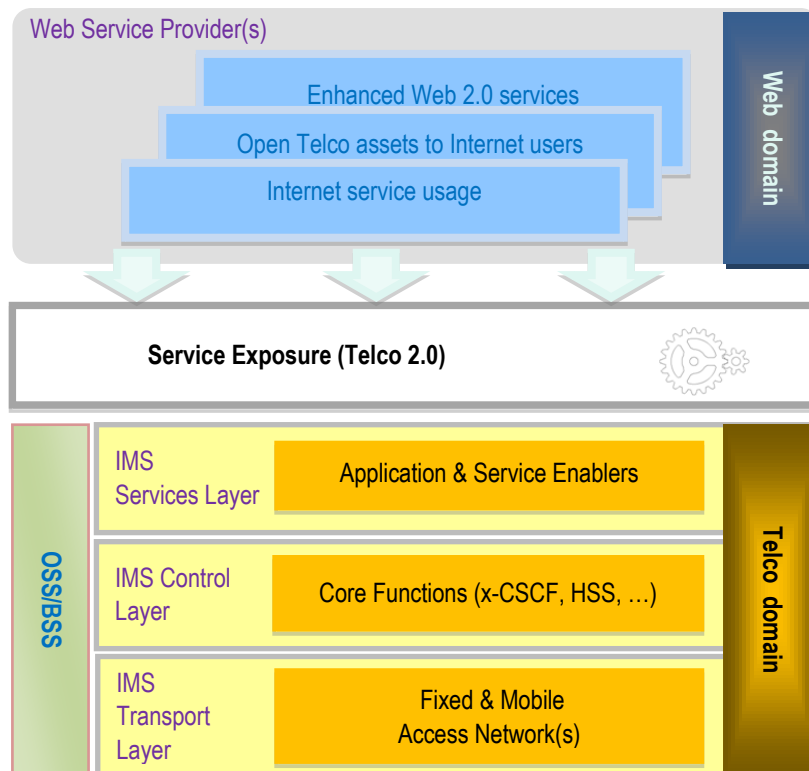 Web Service Provider(s)
Enhanced Web 2.0 services
Open Telco assets to Internet users
Internet service usage
Web domain
Service Exposure (Telco 2.0)
OSS/BSS
IMS
Services Layer
Application & Service Enablers
IMS Control
Layer
Core Functions (x-CSCF, HSS, …)
IMS
Transport
Layer
Fixed & Mobile
Access Network(s)
Telco domain